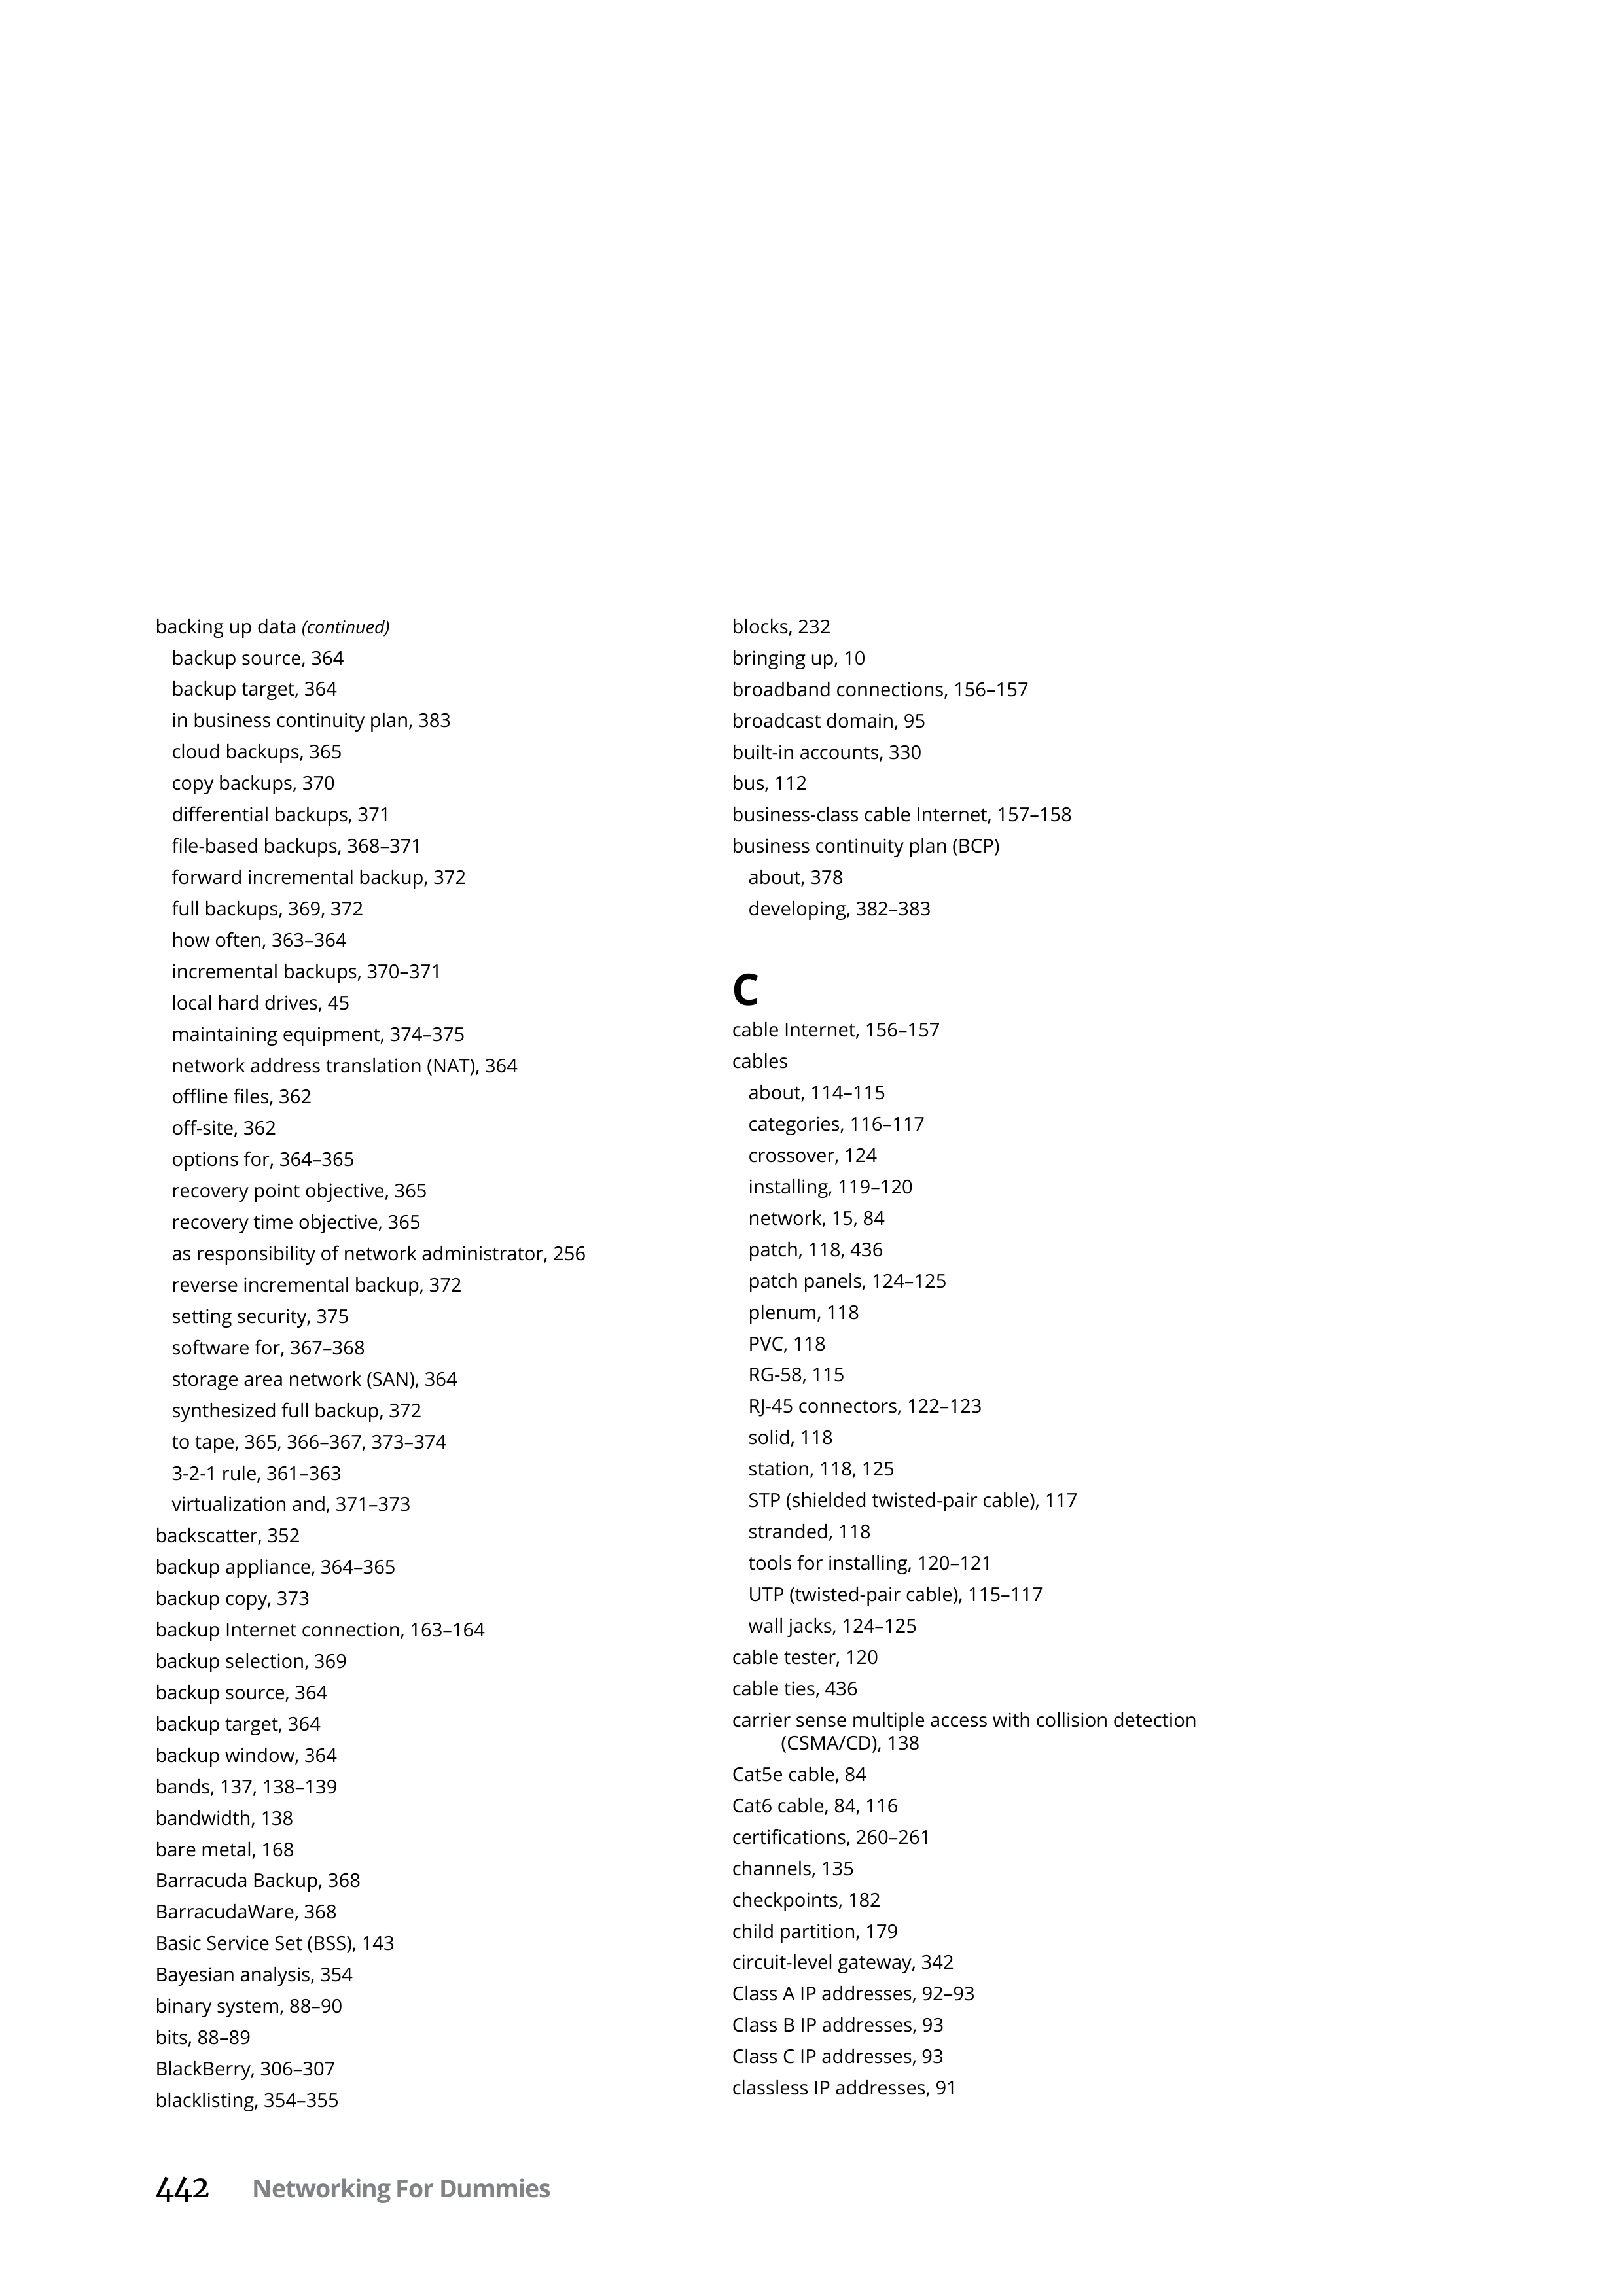 backing up data (continued)
backup source, 364
backup target, 364
in business continuity plan, 383
cloud backups, 365
copy backups, 370
differential backups, 371
file-based backups, 368–371
forward incremental backup, 372
full backups, 369, 372
how often, 363–364
incremental backups, 370–371
local hard drives, 45
maintaining equipment, 374–375
network address translation (NAT), 364
offline files, 362
off-site, 362
options for, 364–365
recovery point objective, 365
recovery time objective, 365
as responsibility of network administrator, 256
reverse incremental backup, 372
setting security, 375
software for, 367–368
storage area network (SAN), 364
synthesized full backup, 372
to tape, 365, 366–367, 373–374
3-2-1 rule, 361–363
virtualization and, 371–373
backscatter, 352
backup appliance, 364–365
backup copy, 373
backup Internet connection, 163–164
backup selection, 369
backup source, 364
backup target, 364
backup window, 364
bands, 137, 138–139
bandwidth, 138
bare metal, 168
Barracuda Backup, 368
BarracudaWare, 368
Basic Service Set (BSS), 143
Bayesian analysis, 354
binary system, 88–90
bits, 88–89
BlackBerry, 306–307
blacklisting, 354–355
blocks, 232
bringing up, 10
broadband connections, 156–157
broadcast domain, 95
built-in accounts, 330
bus, 112
business-class cable Internet, 157–158
business continuity plan (BCP)
about, 378
developing, 382–383
C
cable Internet, 156–157
cables
about, 114–115
categories, 116–117
crossover, 124
installing, 119–120
network, 15, 84
patch, 118, 436
patch panels, 124–125
plenum, 118
PVC, 118
RG-58, 115
RJ-45 connectors, 122–123
solid, 118
station, 118, 125
STP (shielded twisted-pair cable), 117
stranded, 118
tools for installing, 120–121
UTP (twisted-pair cable), 115–117
wall jacks, 124–125
cable tester, 120
cable ties, 436
carrier sense multiple access with collision detection
(CSMA/CD), 138
Cat5e cable, 84
Cat6 cable, 84, 116
certifications, 260–261
channels, 135
checkpoints, 182
child partition, 179
circuit-level gateway, 342
Class A IP addresses, 92–93
Class B IP addresses, 93
Class C IP addresses, 93
classless IP addresses, 91
442 Networking For Dummies